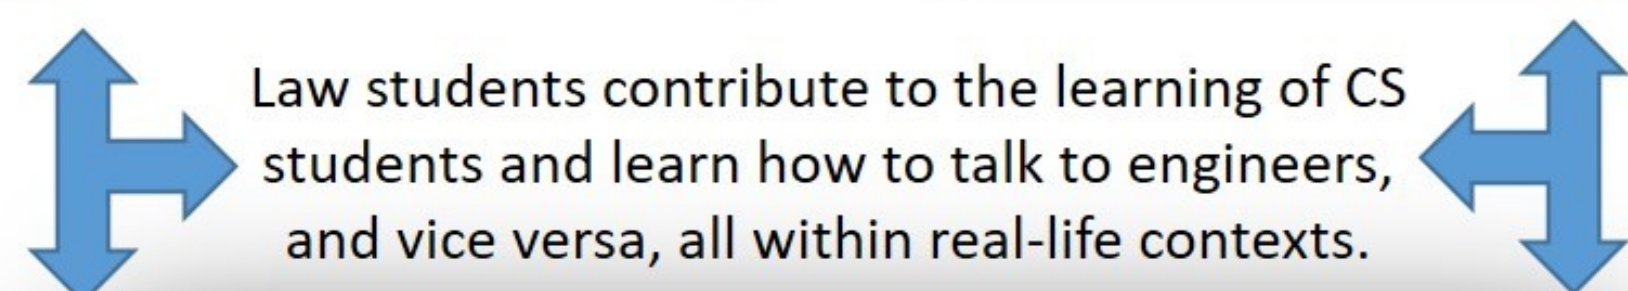 Law students contribute to the learning of CS
students and learn how to talk to engineers,
and vice versa, all within real-life contexts.